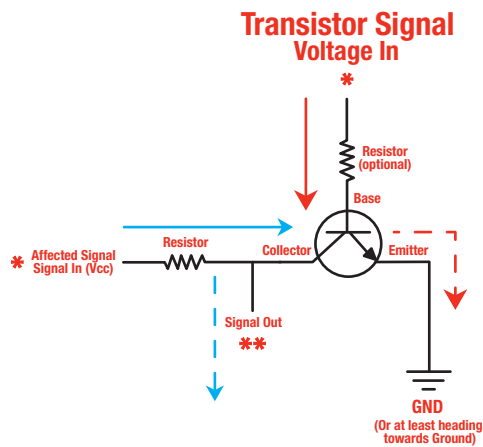 Transistor Signal
Voltage In
*
Resistor
(optional)
Base
Resistor
* Affected Signal
Signal In (Vcc)
Collector
Emitter
Signal Out
**
GND
(Or at least heading
towards Ground)